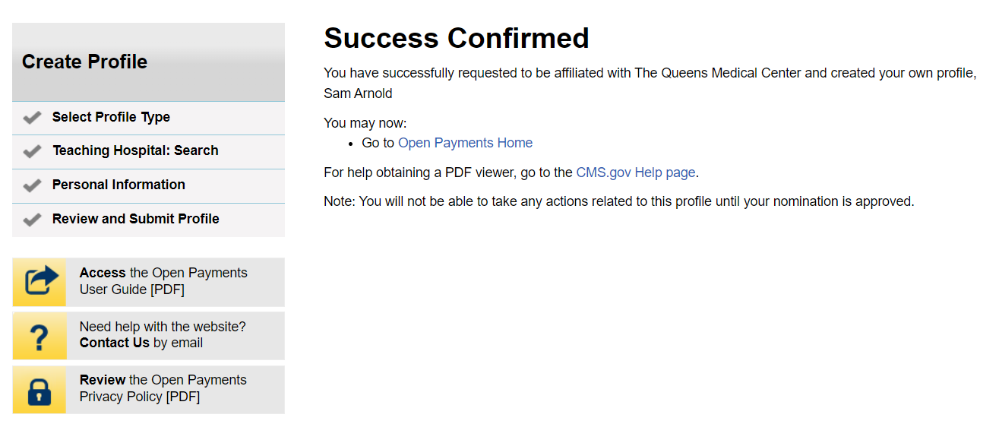 Create Profile
Select Profile Type
Teaching Hospital: Search
Personal Information
Review and Submit Profile
Access the Open Payments
User Guide [PDF]
Need help with the website?
Contact Us by email
Review the Open Payments
Privacy Policy [PDF]
Success Confirmed
You have successfully requested to be affiliated with The Queens Medical Center and created your own profile,
Sam Arnold
You may now:
• Go to Open Payments Home
For help obtaining a PDF viewer, go to the CMS.gov Help page.
Note: You will not be able to take any actions related to this profile until your nomination is approved.